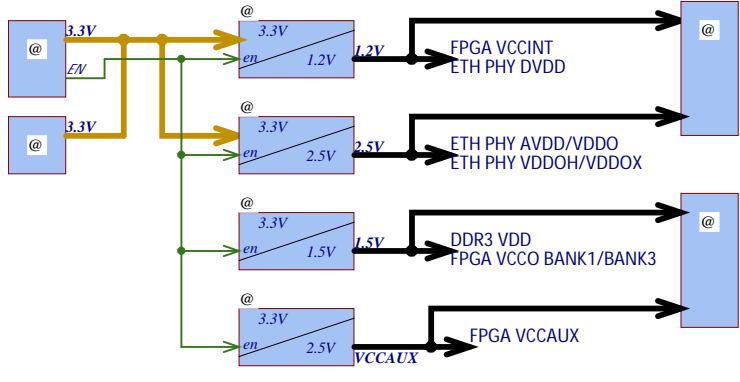 @
3.3V
EN
@
3.3V
@
3.3V
en
1.2V
1.2V
FPGA VCCINT
ETH PHY DVDD
@
@
3.3V
en
2.5V
2.5V
ETH PHY AVDD/VDDO
ETH PHY VDDOH/VDDOX
@
3.3V
en
1.5V
1.5V
DDR3 VDD
FPGA VCCO BANK1/BANK3
@
@
3.3V
en
2.5V
VCCAUX
FPGA VCCAUX